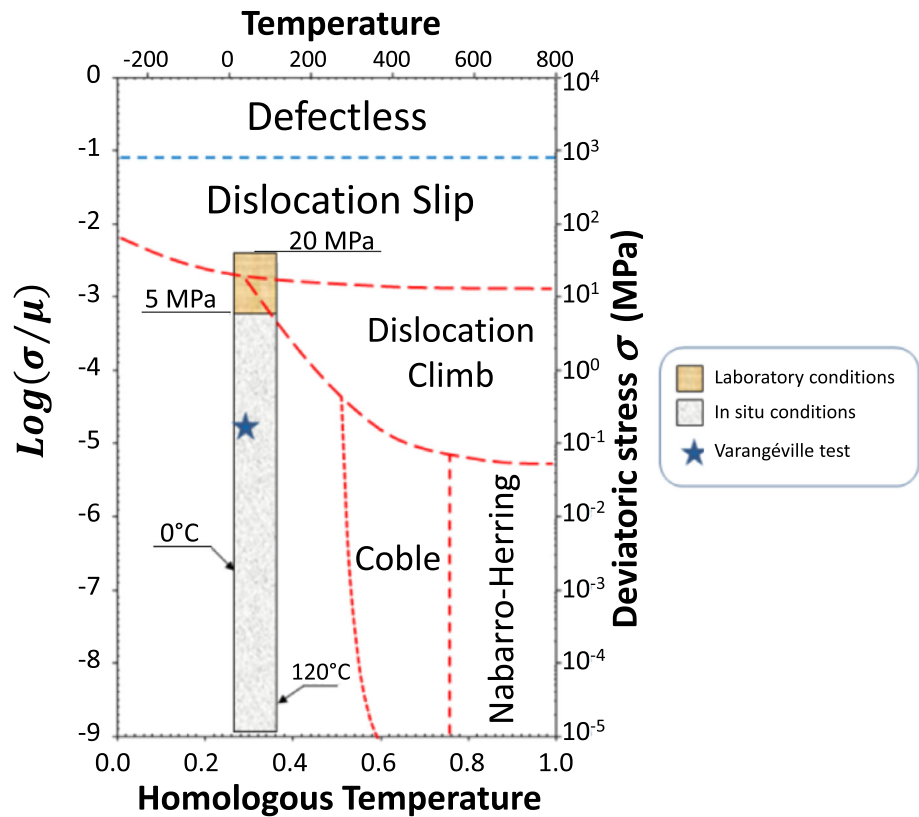 Temperature
-200 0 200 400 600 800
0
-1
-2
-3
-4
-5
-6
-7
-8
-9
Log(σ/μ)
Defectless
Dislocation Slip
20 MPa
5 MPa
Dislocation
Climb
0°C
Coble
120°C
Nabarro-Herring
10⁴
10³
10²
10¹
10⁰
10⁻¹
10⁻²
10⁻³
10⁻⁴
10⁻⁵
Deviatoric stress σ (MPa)
Laboratory conditions
In situ conditions
Varangéville test
0.0 0.2 0.4 0.6 0.8 1.0
Homologous Temperature